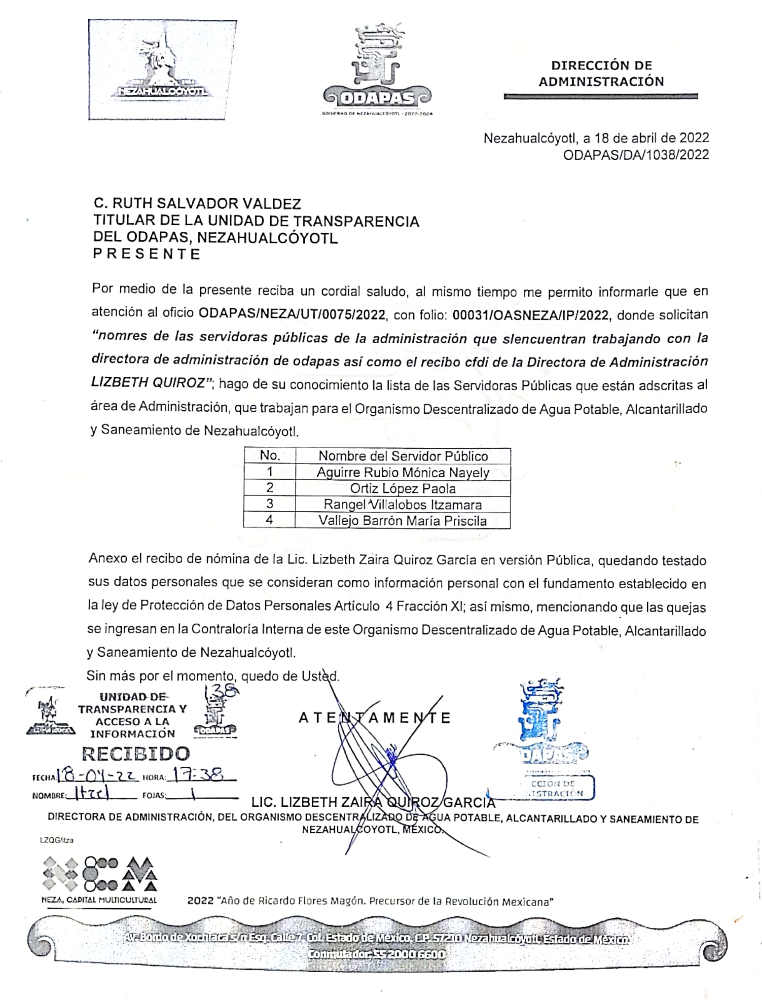 NEZAHUALCÓYOTL
ODAPAS
GOBIERNO DE NEZAHUALCÓYOTL · 2022-2024
DIRECCIÓN DE
ADMINISTRACIÓN
Nezahualcóyotl, a 18 de abril de 2022
ODAPAS/DA/1038/2022
C. RUTH SALVADOR VALDEZ
TITULAR DE LA UNIDAD DE TRANSPARENCIA
DEL ODAPAS, NEZAHUALCÓYOTL
P R E S E N T E
Por medio de la presente reciba un cordial saludo, al mismo tiempo me permito informarle que en
atención al oficio ODAPAS/NEZA/UT/0075/2022, con folio: 00031/OASNEZA/IP/2022, donde solicitan
“nomres de las servidoras públicas de la administración que slencuentran trabajando con la
directora de administración de odapas así como el recibo cfdi de la Directora de Administración
LIZBETH QUIROZ”; hago de su conocimiento la lista de las Servidoras Públicas que están adscritas al
área de Administración, que trabajan para el Organismo Descentralizado de Agua Potable, Alcantarillado
y Saneamiento de Nezahualcóyotl.
No. Nombre del Servidor Público
1 Aguirre Rubio Mónica Nayely
2 Ortiz López Paola
3 Rangel Villalobos Itzamara
4 Vallejo Barrón María Priscila
Anexo el recibo de nómina de la Lic. Lizbeth Zaira Quiroz García en versión Pública, quedando testado
sus datos personales que se consideran como información personal con el fundamento establecido en
la ley de Protección de Datos Personales Artículo 4 Fracción XI; así mismo, mencionando que las quejas
se ingresan en la Contraloría Interna de este Organismo Descentralizado de Agua Potable, Alcantarillado
y Saneamiento de Nezahualcóyotl.
Sin más por el momento, quedo de Usted.
138
UNIDAD DE
TRANSPARENCIA Y
ACCESO A LA
INFORMACIÓN
ODAPAS
RECIBIDO
FECHA: 18-04-22 HORA: 17:38
NOMBRE: Itzel FOJAS: 1
A T E N T A M E N T E
DAPAS
CCIÓN DE
NISTRACIÓN
LIC. LIZBETH ZAIRA QUIROZ GARCIA
DIRECTORA DE ADMINISTRACIÓN, DEL ORGANISMO DESCENTRALIZADO DE AGUA POTABLE, ALCANTARILLADO Y SANEAMIENTO DE
NEZAHUALCOYOTL, MÉXICO.
LZQG/itza
NEZA, CAPITAL MULTICULTURAL
2022 “Año de Ricardo Flores Magón. Precursor de la Revolución Mexicana”
Av. Bordo de Xochiaca s/n Esq. Calle 7 Col. Estado de México, C.P. 57210 Nezahualcóyotl, Estado de México.
Conmutador: 55 2000 6600